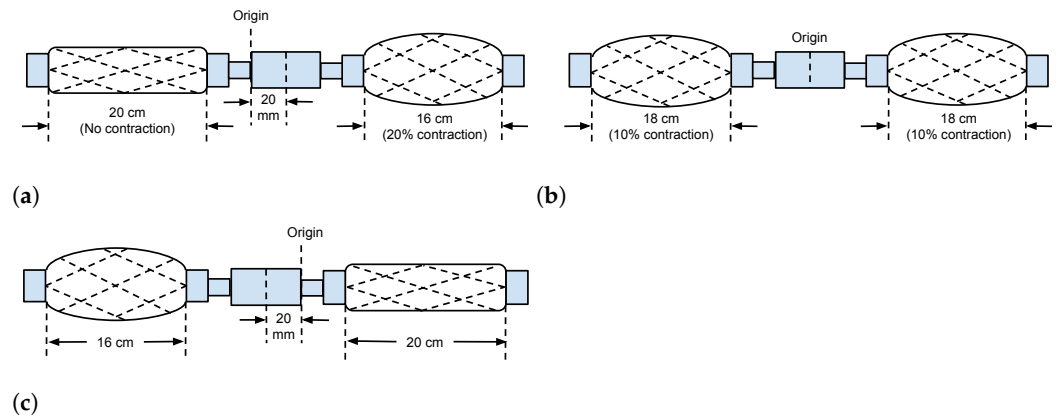 Origin
20
mm
20 cm
(No contraction)
16 cm
(20% contraction)
(a)
Origin
18 cm
(10% contraction)
18 cm
(10% contraction)
(b)
Origin
20
mm
16 cm
20 cm
(c)